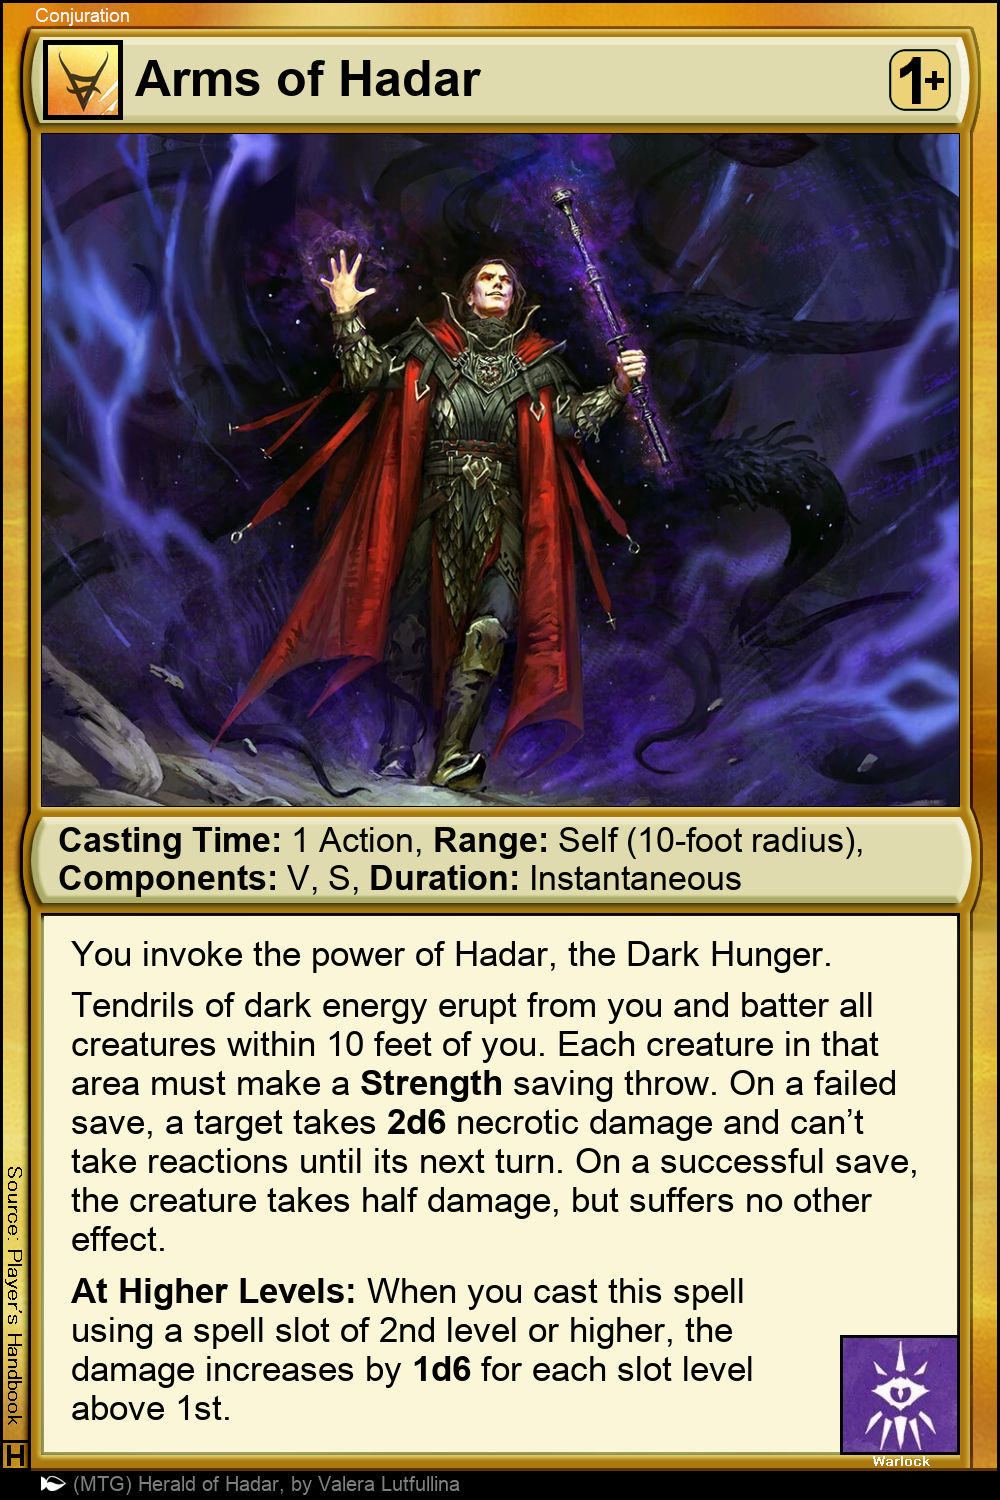 Conjuration
Arms of Hadar
1+
Casting Time: 1 Action, Range: Self (10-foot radius),
Components: V, S, Duration: Instantaneous
You invoke the power of Hadar, the Dark Hunger.
Tendrils of dark energy erupt from you and batter all
creatures within 10 feet of you. Each creature in that
area must make a Strength saving throw. On a failed
save, a target takes 2d6 necrotic damage and can’t
take reactions until its next turn. On a successful save,
the creature takes half damage, but suffers no other
effect.
At Higher Levels: When you cast this spell
using a spell slot of 2nd level or higher, the
damage increases by 1d6 for each slot level
above 1st.
Source: Player’s Handbook
H
Warlock
(MTG) Herald of Hadar, by Valera Lutfullina